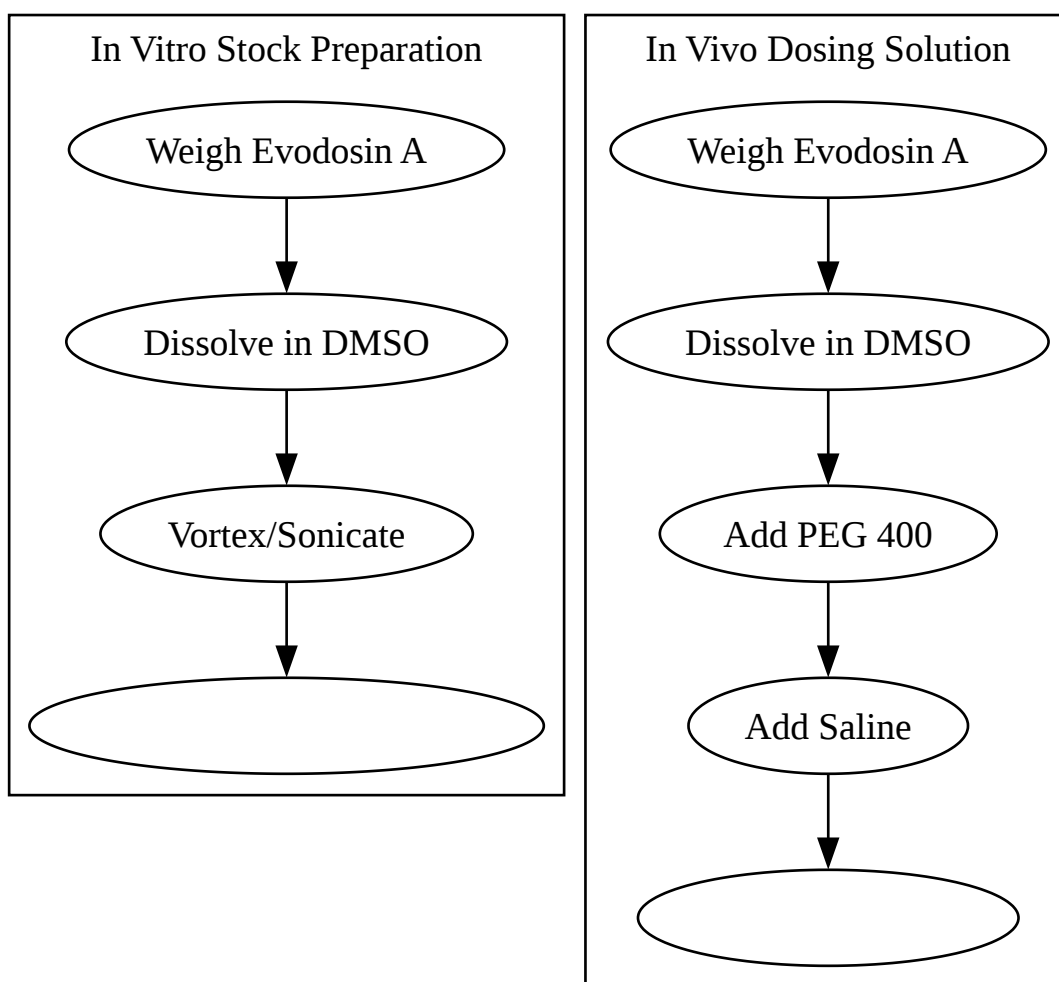 In Vitro Stock Preparation
Weigh Evodosin A
Dissolve in DMSO
Vortex/Sonicate
In Vivo Dosing Solution
Weigh Evodosin A
Dissolve in DMSO
Add PEG 400
Add Saline